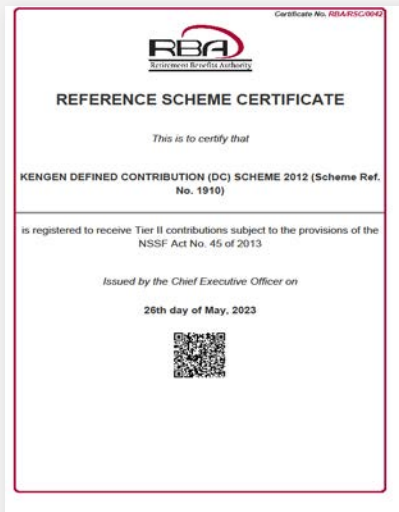 Certificate No. RBA/RSC/0042
RBA
Retirement Benefits Authority
REFERENCE SCHEME CERTIFICATE
This is to certify that
KENGEN DEFINED CONTRIBUTION (DC) SCHEME 2012 (Scheme Ref.
No. 1910)
is registered to receive Tier II contributions subject to the provisions of the
NSSF Act No. 45 of 2013
Issued by the Chief Executive Officer on
26th day of May, 2023